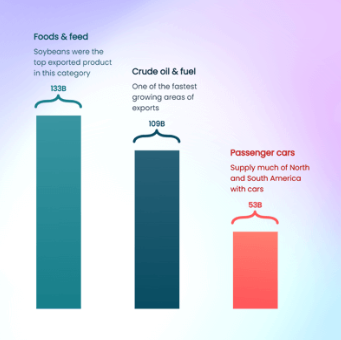 Foods & feed
Soybeans were the
top exported product
in this category
133B
Crude oil & fuel
One of the fastest
growing areas of
exports
109B
Passenger cars
Supply much of North
and South America
with cars
53B